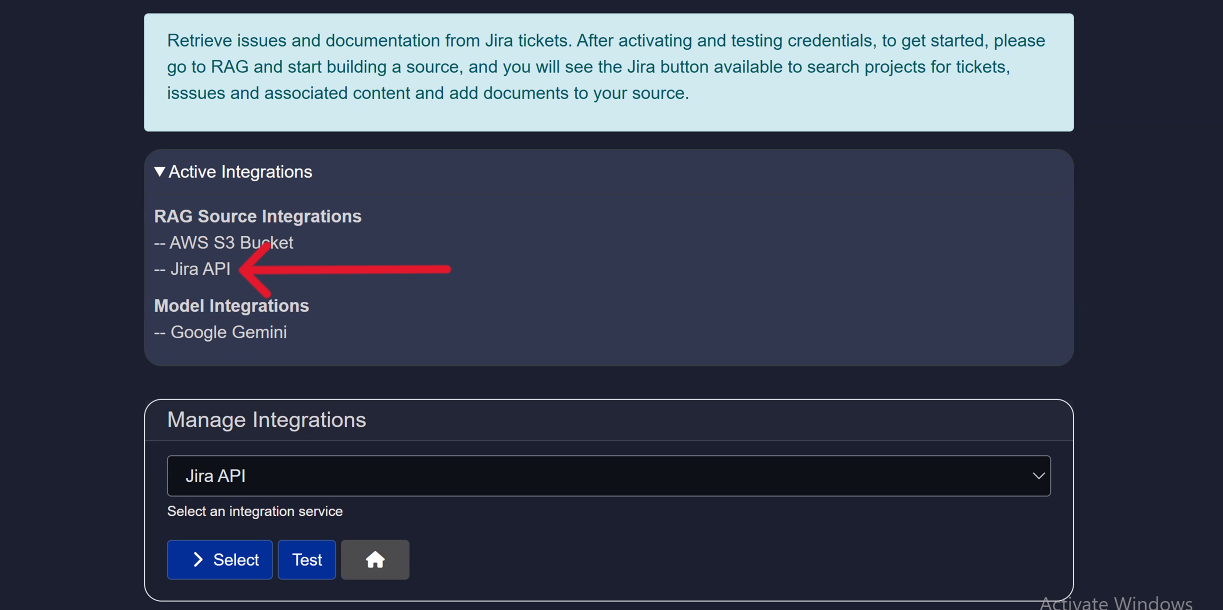 Retrieve issues and documentation from Jira tickets. After activating and testing credentials, to get started, please
go to RAG and start building a source, and you will see the Jira button available to search projects for tickets,
isssues and associated content and add documents to your source.
Active Integrations
RAG Source Integrations
-- AWS S3 Bucket
-- Jira API
Model Integrations
-- Google Gemini
Manage Integrations
Jira API
Select an integration service
Select Test
Activate Windows